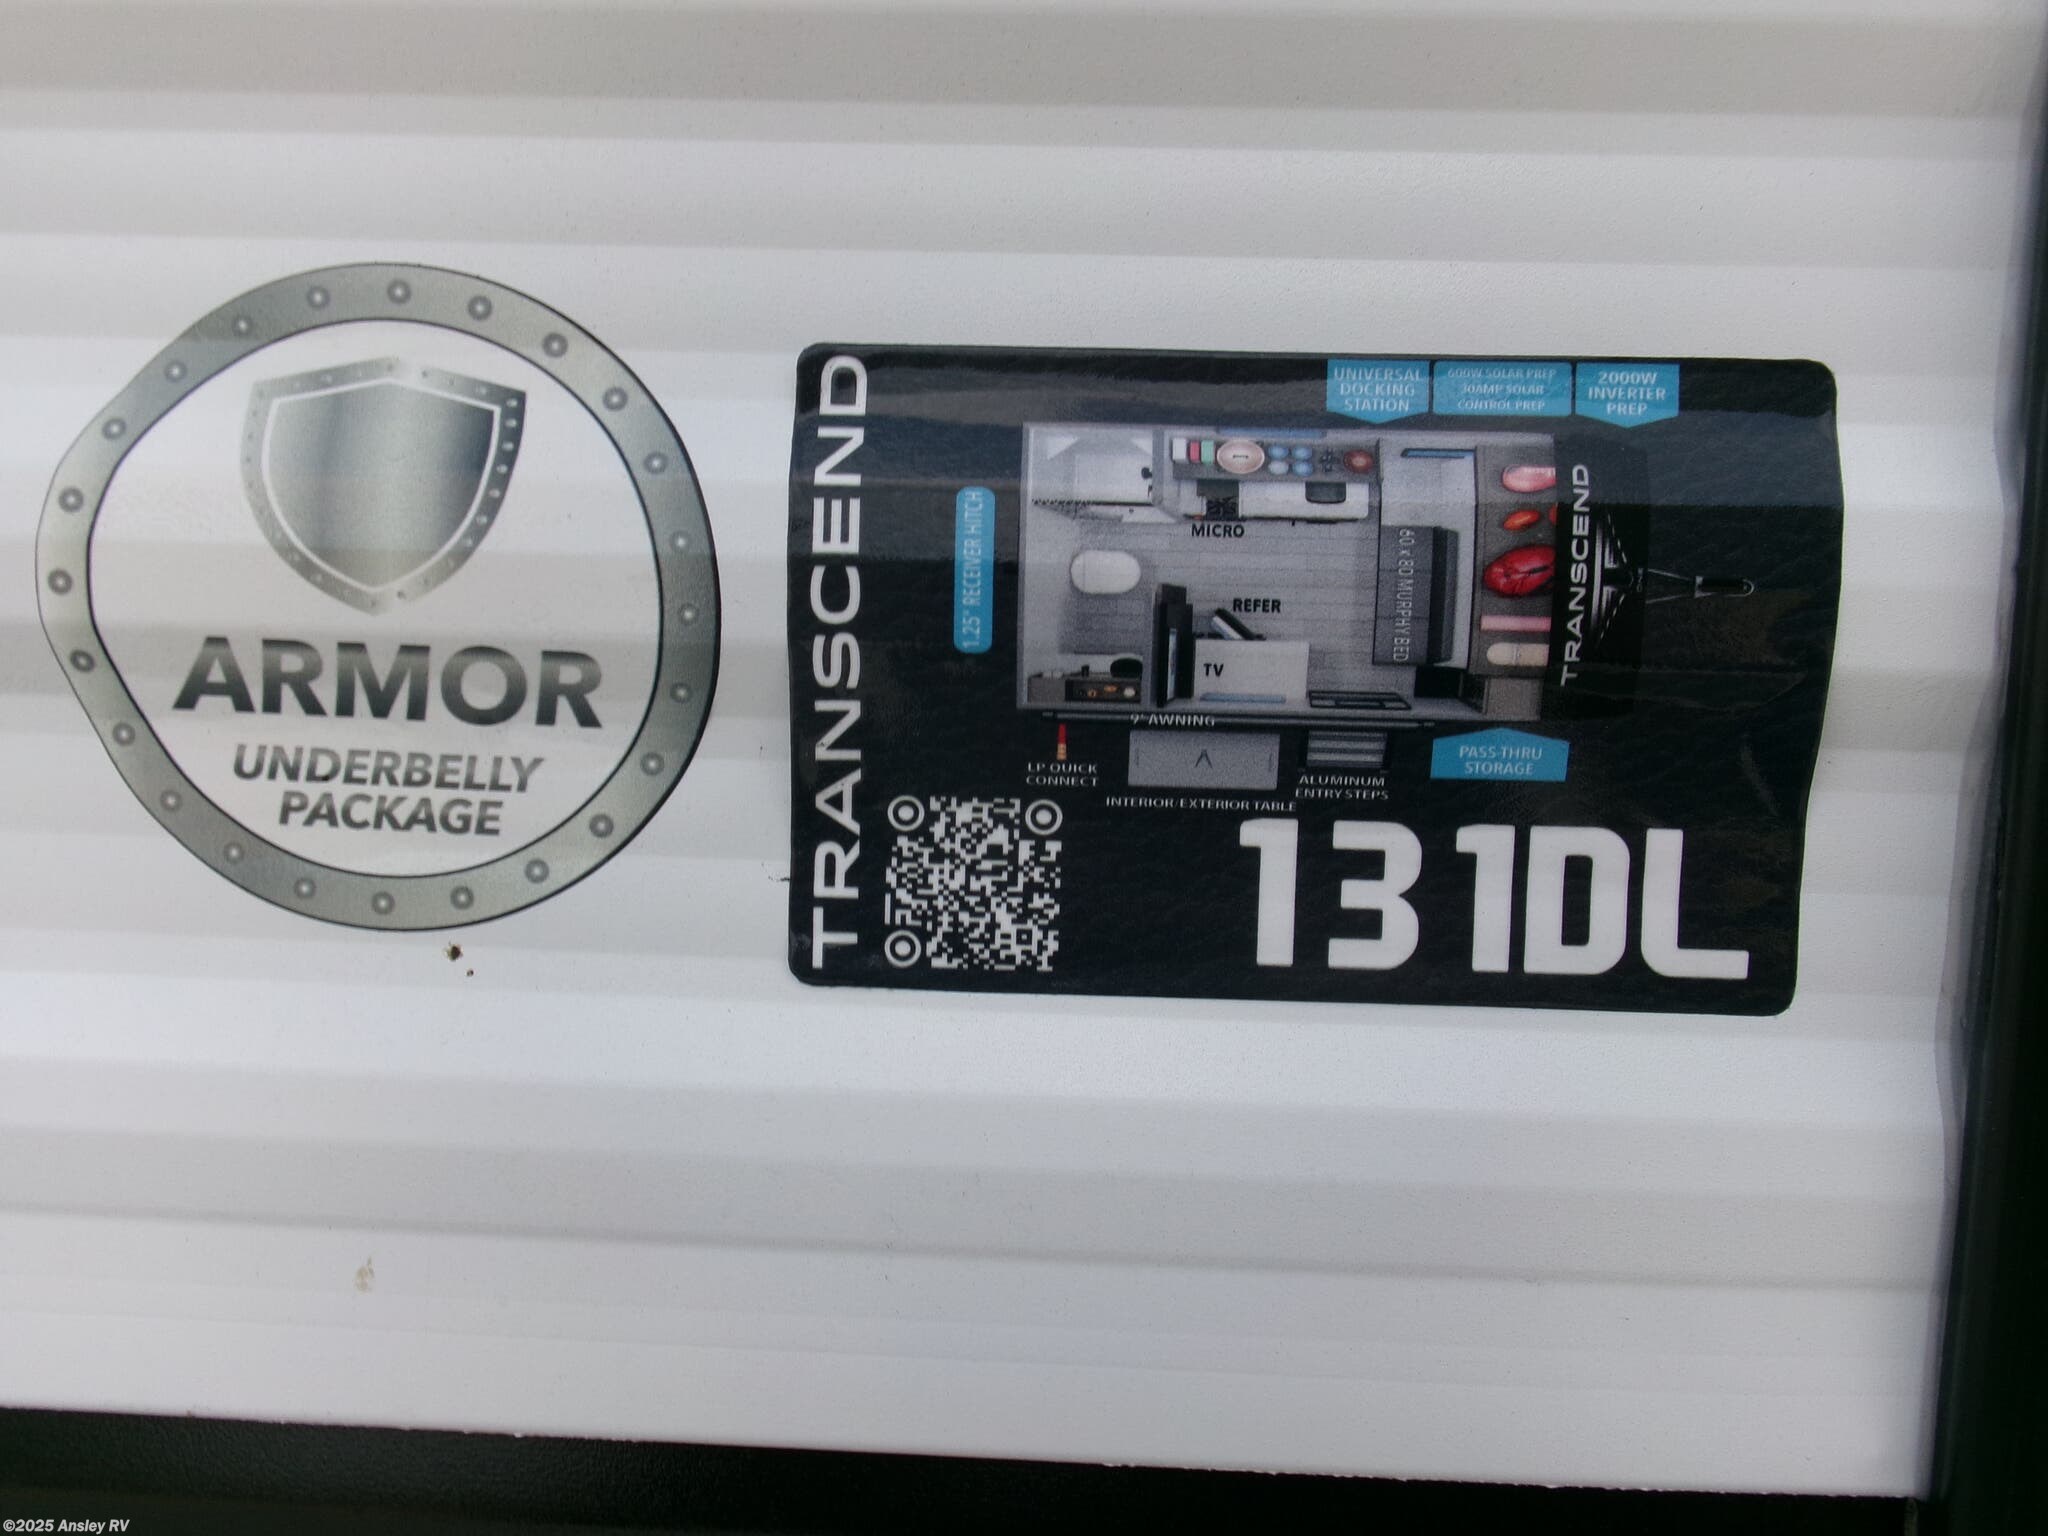 ARMOR
UNDERBELLY
PACKAGE
TRANSCEND
UNIVERSAL
DOCKING
STATION
600W SOLAR PREP
30AMP SOLAR
CONTROL PREP
2000W
INVERTER
PREP
1.25" RECEIVER HITCH
MICRO
REFER
TV
60 x 80 MURPHY BED
TRANSCEND
9' AWNING
LP QUICK
CONNECT
INTERIOR/EXTERIOR TABLE
ALUMINUM
ENTRY STEPS
PASS-THRU
STORAGE
131DL
©2025 Ansley RV